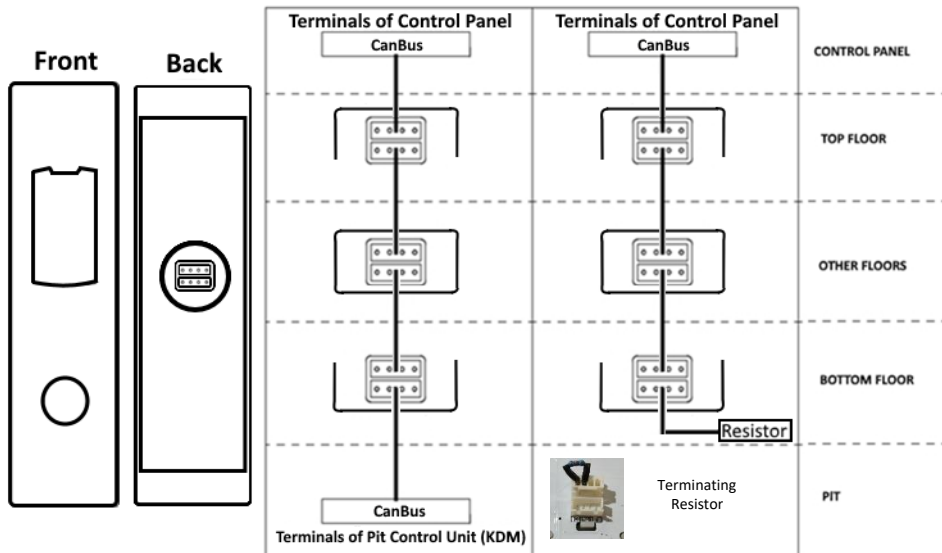 Front
Back
Terminals of Control Panel
CanBus
Terminals of Control Panel
CanBus
CONTROL PANEL
TOP FLOOR
OTHER FLOORS
BOTTOM FLOOR
Resistor
Terminating
Resistor
PIT
CanBus
Terminals of Pit Control Unit (KDM)